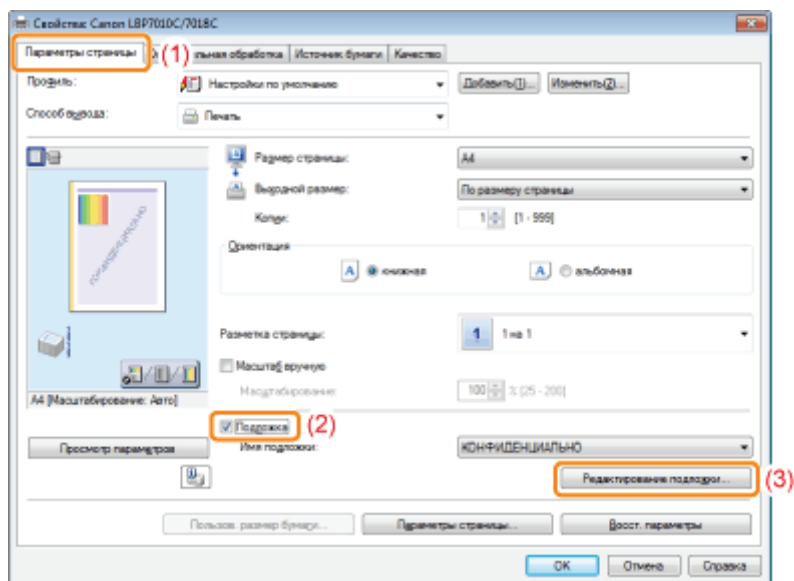 Свойства: Canon LBP7010C/7018C
Параметры страницы (1) льная обработка Источник бумаги Качество
Профиль: Настройки по умолчанию Добавить(1)... Изменить(2)...
Способ вывода: Печать
Размер страницы: A4
Выходной размер: По размеру страницы
Копии: 1 [1 - 999]
Ориентация
A книжная A альбомная
КОНФИДЕНЦИАЛЬНО
Разметка страницы: 1 1 на 1
Масштаб вручную
Масштабирование: 100 % [25 - 200]
A4 [Масштабирование: Авто]
Подложка (2)
Просмотр параметров Имя подложки: КОНФИДЕНЦИАЛЬНО
Редактирование подложки... (3)
Пользов. размер бумаги... Параметры страницы... Восст. параметры
OK Отмена Справка